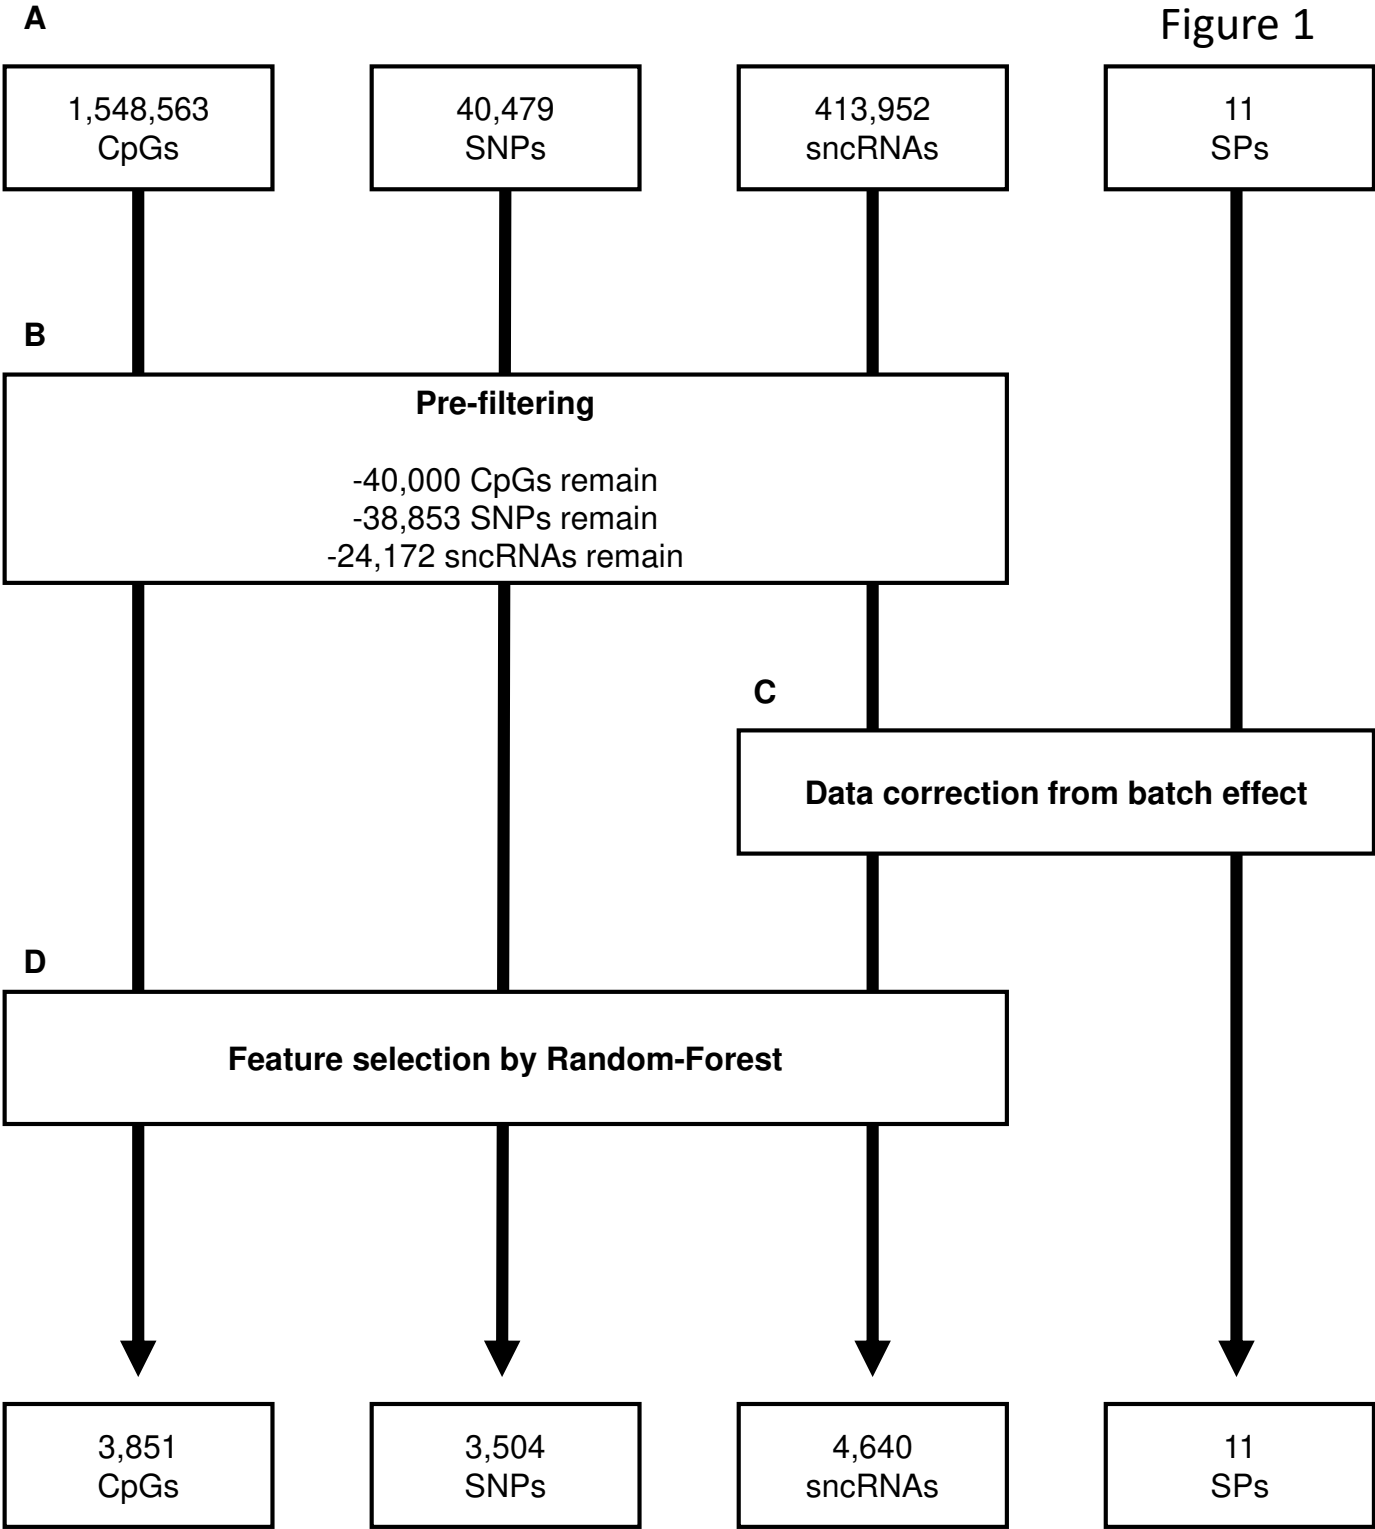 A
Figure 1
1,548,563
CpGs
40,479
SNPs
413,952
sncRNAs
11
SPs
B
Pre-filtering
-40,000 CpGs remain
-38,853 SNPs remain
-24,172 sncRNAs remain
C
Data correction from batch effect
D
Feature selection by Random-Forest
3,851
CpGs
3,504
SNPs
4,640
sncRNAs
11
SPs